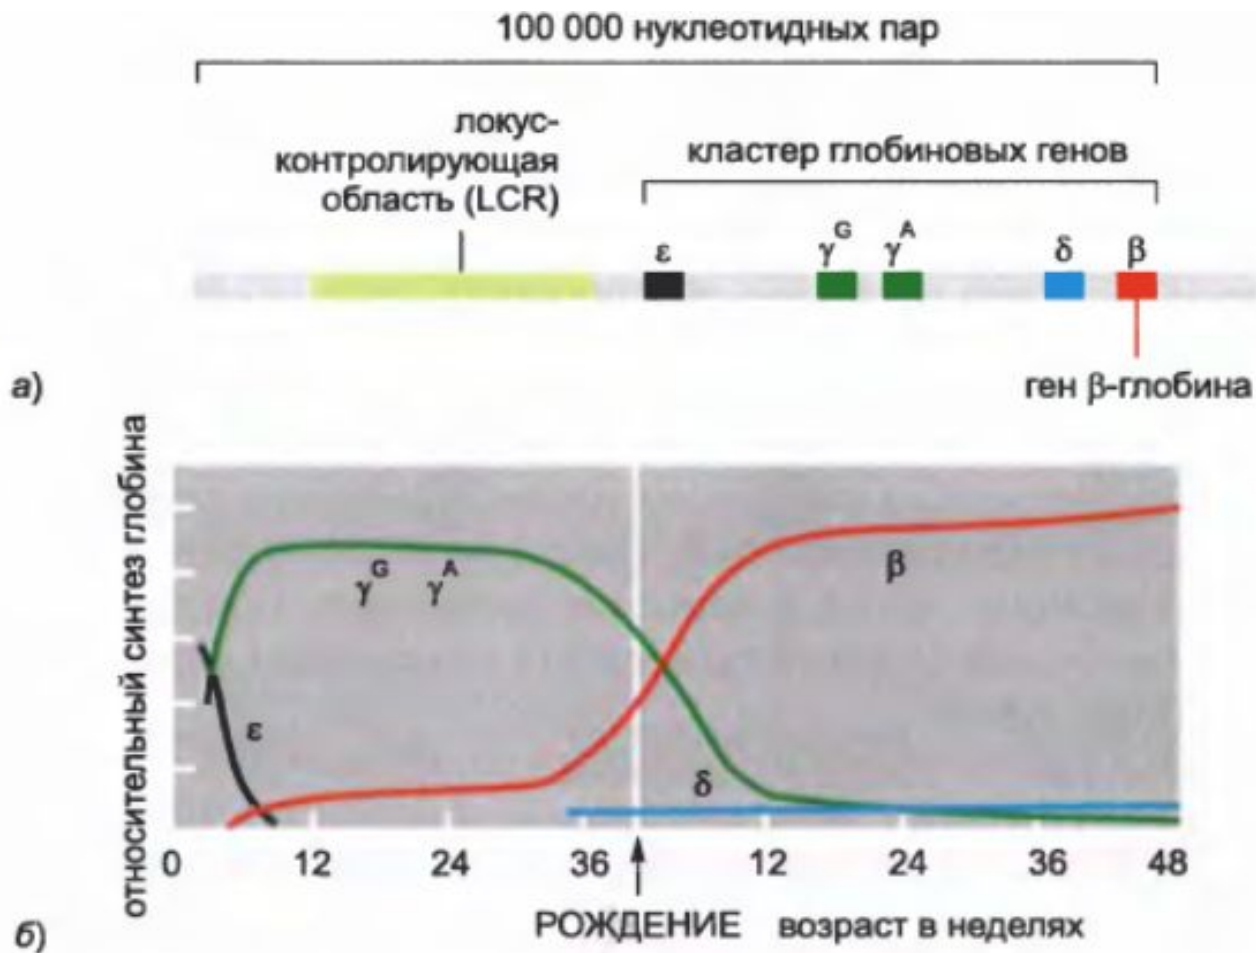 100 000 нуклеотидных пар
локус-
контролирующая
область (LCR)
кластер глобиновых генов
ε γG γA δ β
ген β-глобина
а)
относительный синтез глобина
γG γA
β
ε
δ
0 12 24 36 12 24 36 48
РОЖДЕНИЕ возраст в неделях
б)